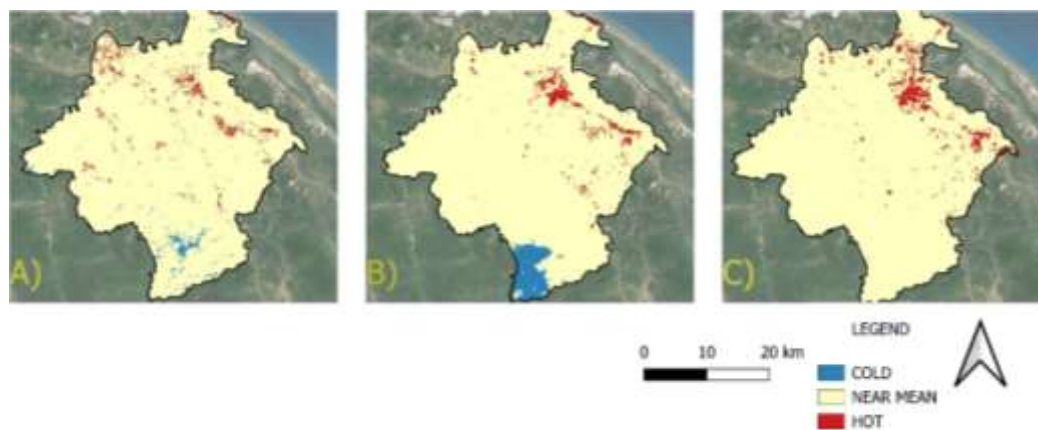 A)
B)
C)
LEGEND
0 10 20 km
COLD
NEAR MEAN
HOT